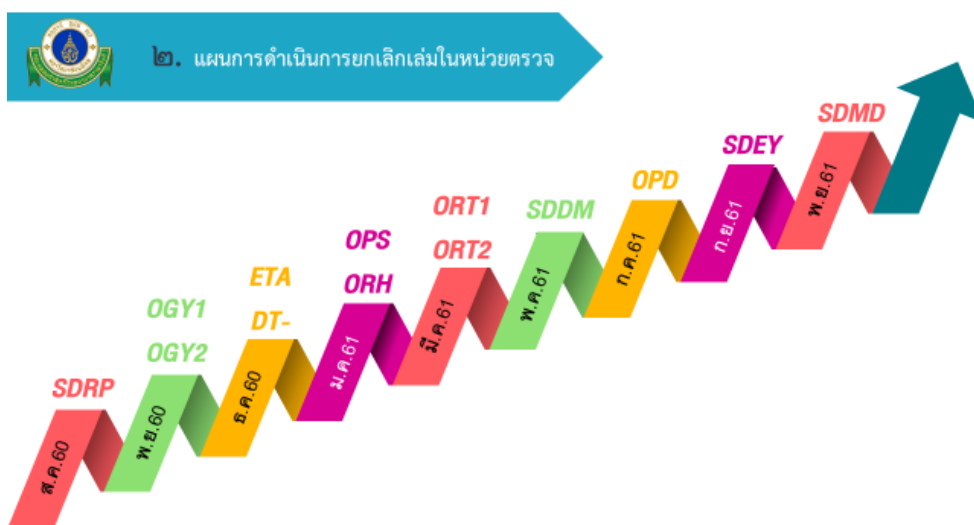 ๒. แผนการดำเนินการยกเลิกเล่มในหน่วยตรวจ
SDRP
ส.ค.60
OGY1
OGY2
พ.ย.60
ETA
DT-
ธ.ค.60
OPS
ORH
ม.ค.61
ORT1
ORT2
มี.ค.61
SDDM
พ.ค.61
OPD
ก.ค.61
SDEY
ก.ย.61
SDMD
พ.ย.61